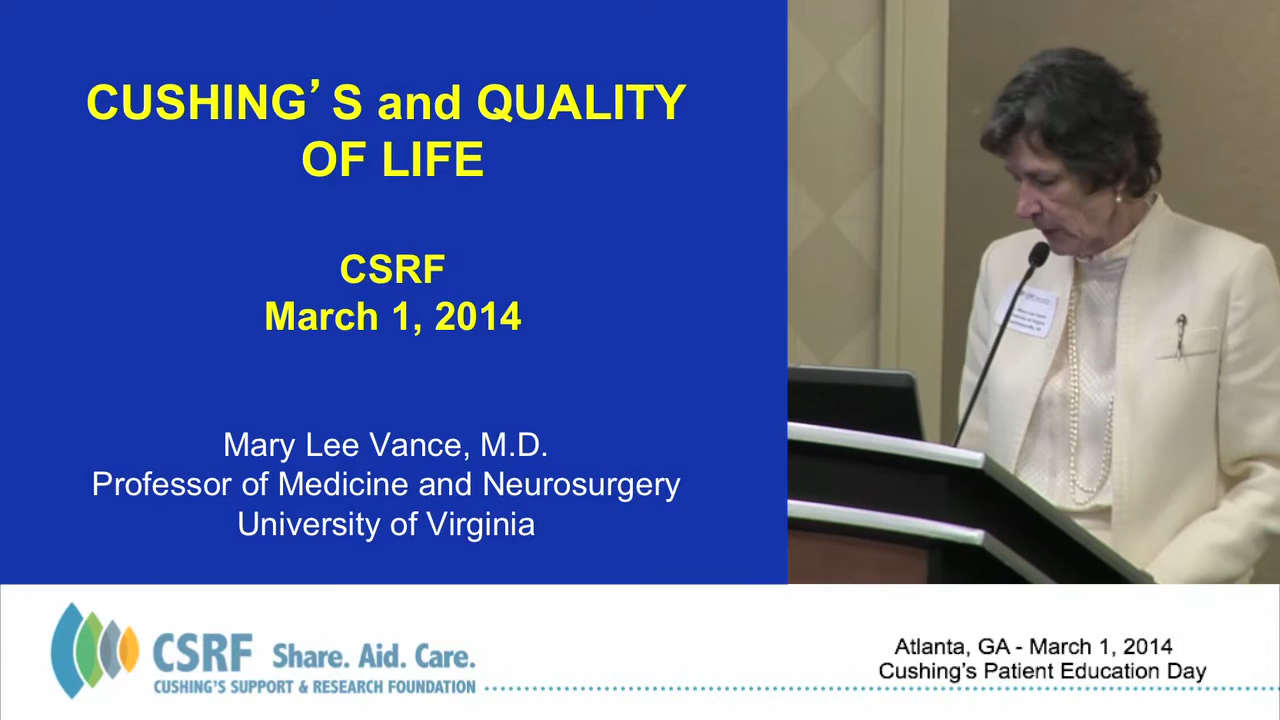 CUSHING’S and QUALITY
OF LIFE
CSRF
March 1, 2014
Mary Lee Vance, M.D.
Professor of Medicine and Neurosurgery
University of Virginia
CSRF Share. Aid. Care.
CUSHING'S SUPPORT & RESEARCH FOUNDATION
Atlanta, GA - March 1, 2014
Cushing's Patient Education Day